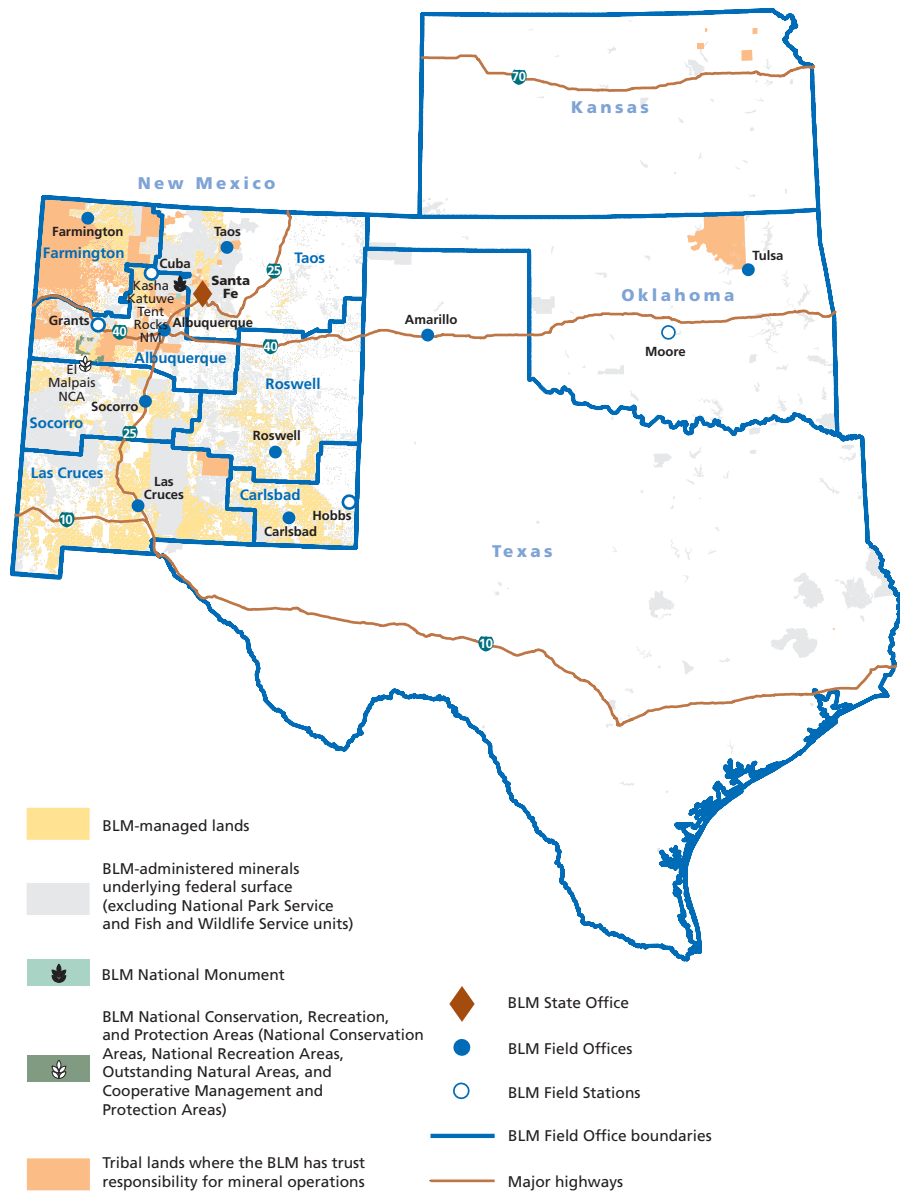 70
Kansas
New Mexico
Farmington
Farmington
Taos
Taos
Cuba
25
Tulsa
Kasha
Katuwe
Tent
Rocks
NM
Santa
Fe
Oklahoma
Grants
40
Albuquerque
Amarillo
40
Moore
Albuquerque
El
Malpais
NCA
Roswell
Socorro
Socorro
25
Roswell
Las Cruces
Las
Cruces
Carlsbad
Hobbs
10
Carlsbad
Texas
10
BLM-managed lands
BLM-administered minerals
underlying federal surface
(excluding National Park Service
and Fish and Wildlife Service units)
BLM National Monument
BLM National Conservation, Recreation,
and Protection Areas (National Conservation
Areas, National Recreation Areas,
Outstanding Natural Areas, and
Cooperative Management and
Protection Areas)
Tribal lands where the BLM has trust
responsibility for mineral operations
BLM State Office
BLM Field Offices
BLM Field Stations
BLM Field Office boundaries
Major highways